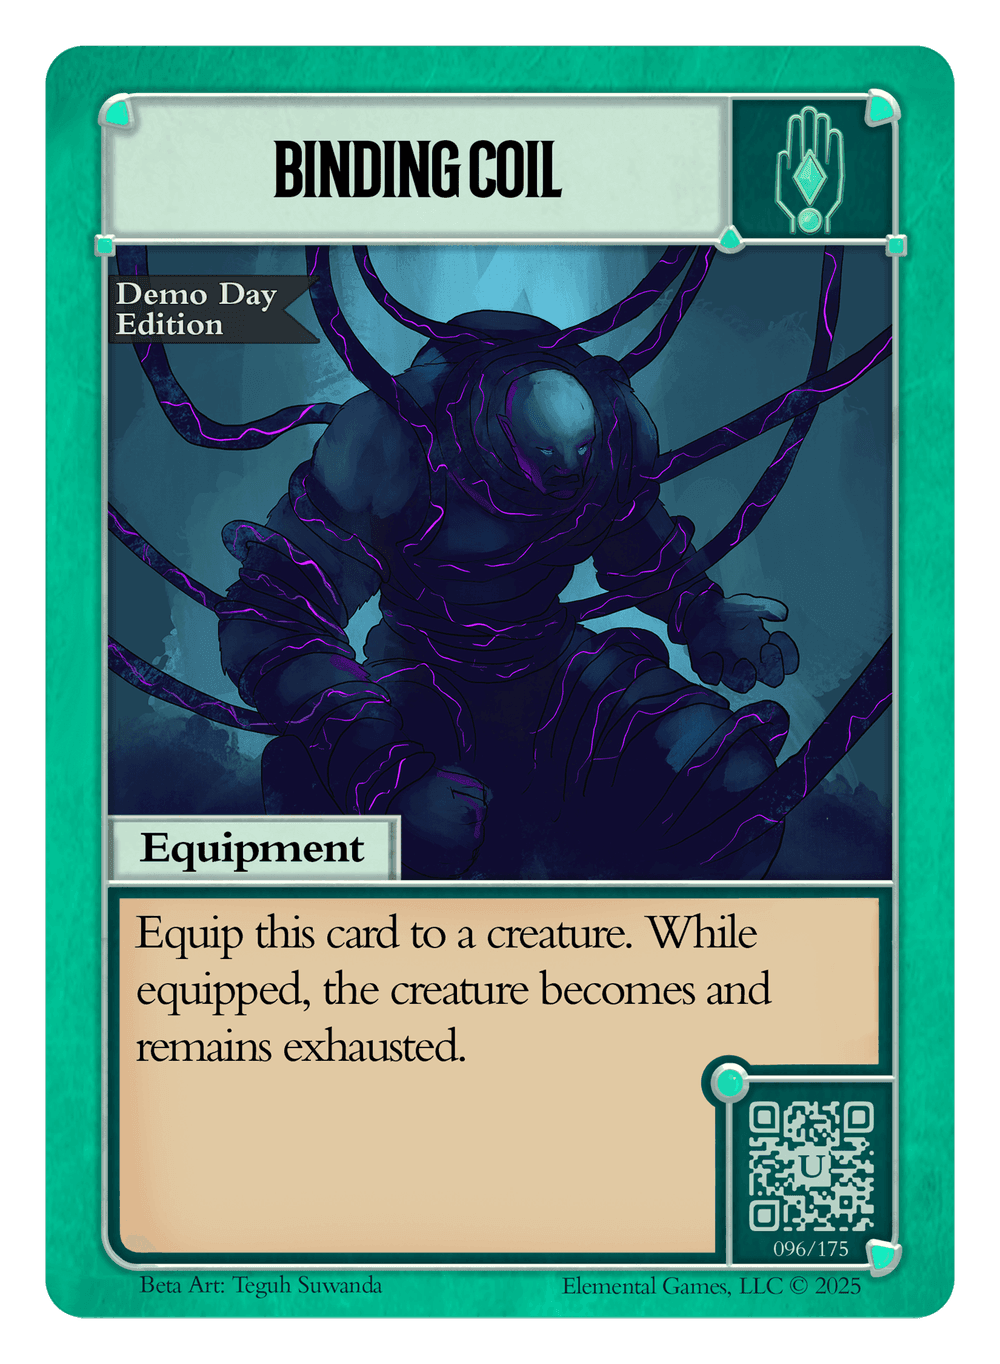 BINDING COIL
Demo Day
Edition
Equipment
Equip this card to a creature. While
equipped, the creature becomes and
remains exhausted.
U
096/175
Beta Art: Teguh Suwanda
Elemental Games, LLC © 2025